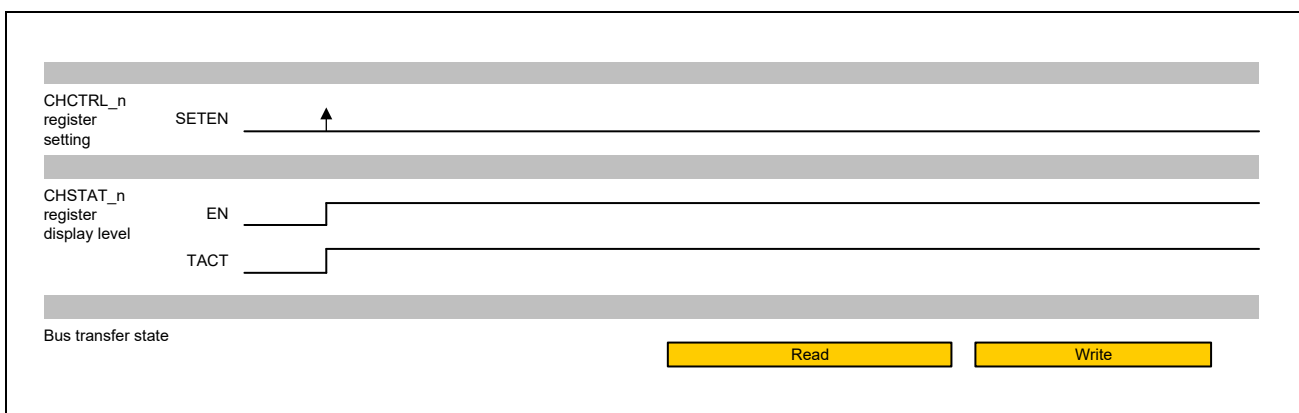 CHCTRL_n
register
setting
SETEN
CHSTAT_n
register
display level
EN
TACT
Bus transfer state
Read
Write